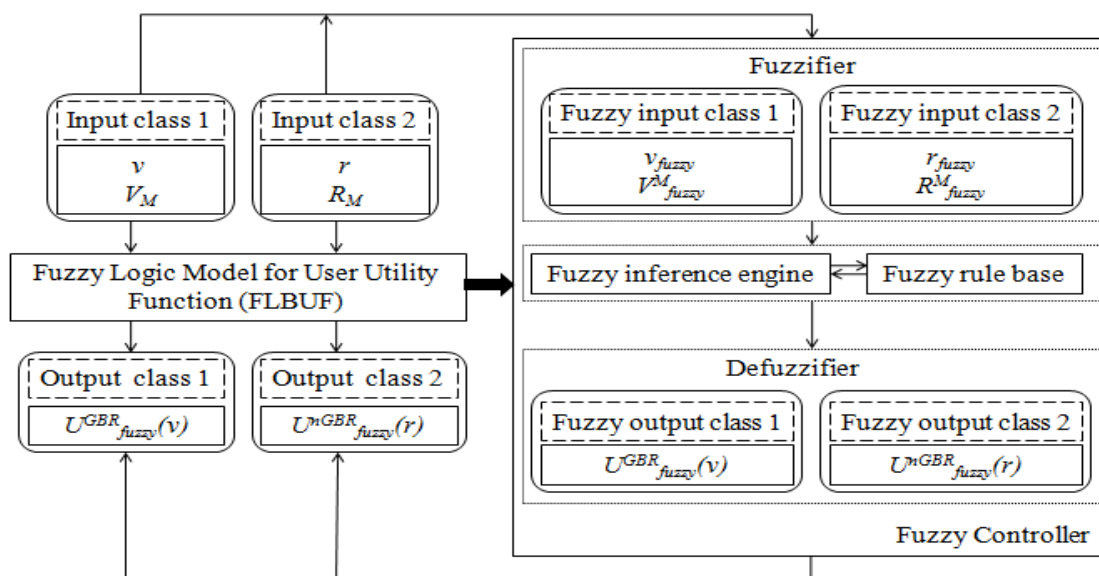 Input class 1
v
V_M
Input class 2
r
R_M
Fuzzy Logic Model for User Utility
Function (FLBUF)
Output class 1
U^GBR_fuzzy(v)
Output class 2
U^nGBR_fuzzy(r)
Fuzzifier
Fuzzy input class 1
v_fuzzy
V^M_fuzzy
Fuzzy input class 2
r_fuzzy
R^M_fuzzy
Fuzzy inference engine
Fuzzy rule base
Defuzzifier
Fuzzy output class 1
U^GBR_fuzzy(v)
Fuzzy output class 2
U^nGBR_fuzzy(r)
Fuzzy Controller